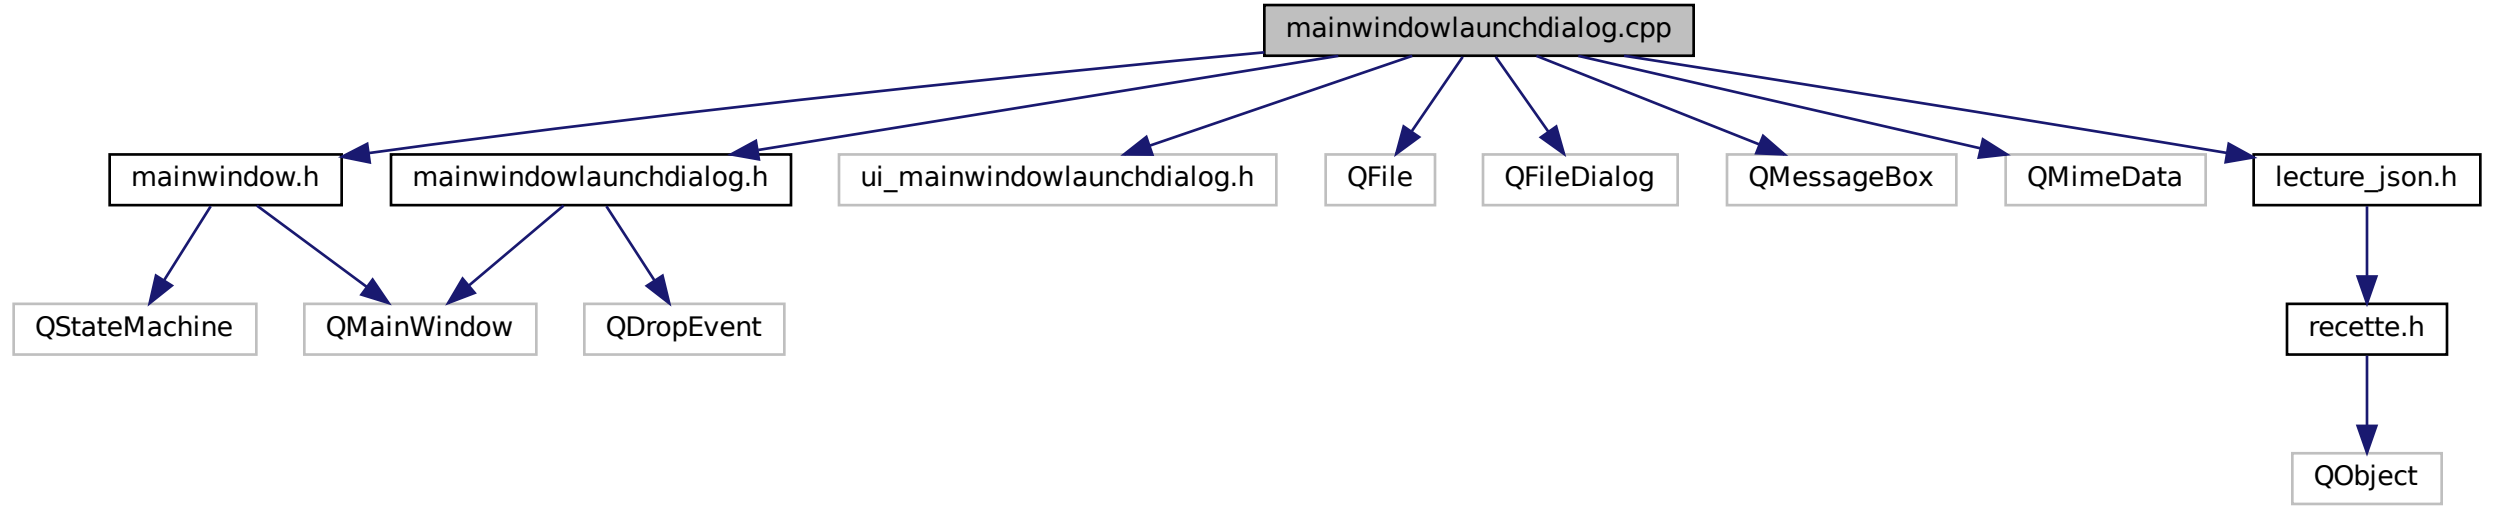 mainwindowlaunchdialog.cpp
mainwindow.h
mainwindowlaunchdialog.h
ui_mainwindowlaunchdialog.h
QFile
QFileDialog
QMessageBox
QMimeData
lecture_json.h
QStateMachine
QMainWindow
QDropEvent
recette.h
QObject